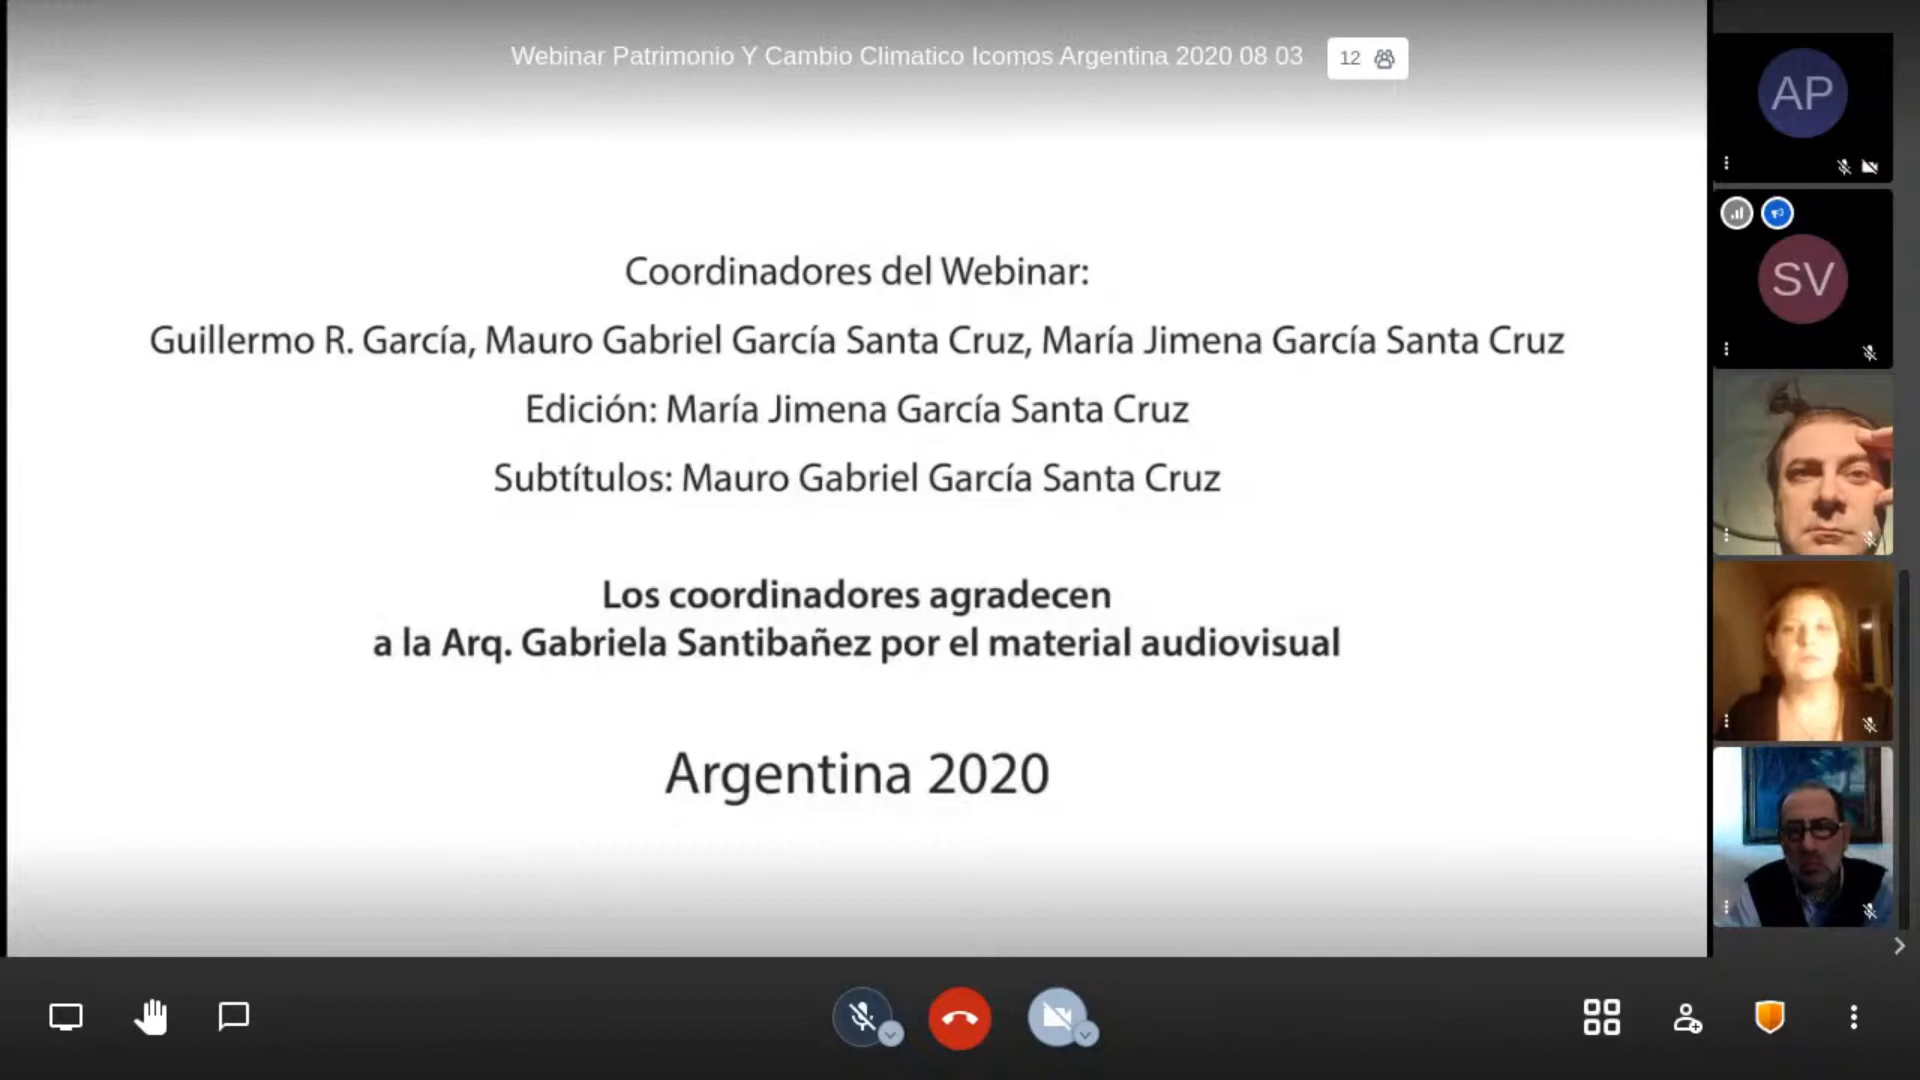 Webinar Patrimonio Y Cambio Climatico Icomos Argentina 2020 08 03
12
Coordinadores del Webinar:
Guillermo R. García, Mauro Gabriel García Santa Cruz, María Jimena García Santa Cruz
Edición: María Jimena García Santa Cruz
Subtítulos: Mauro Gabriel García Santa Cruz
Los coordinadores agradecen
a la Arq. Gabriela Santibañez por el material audiovisual
Argentina 2020
AP
SV